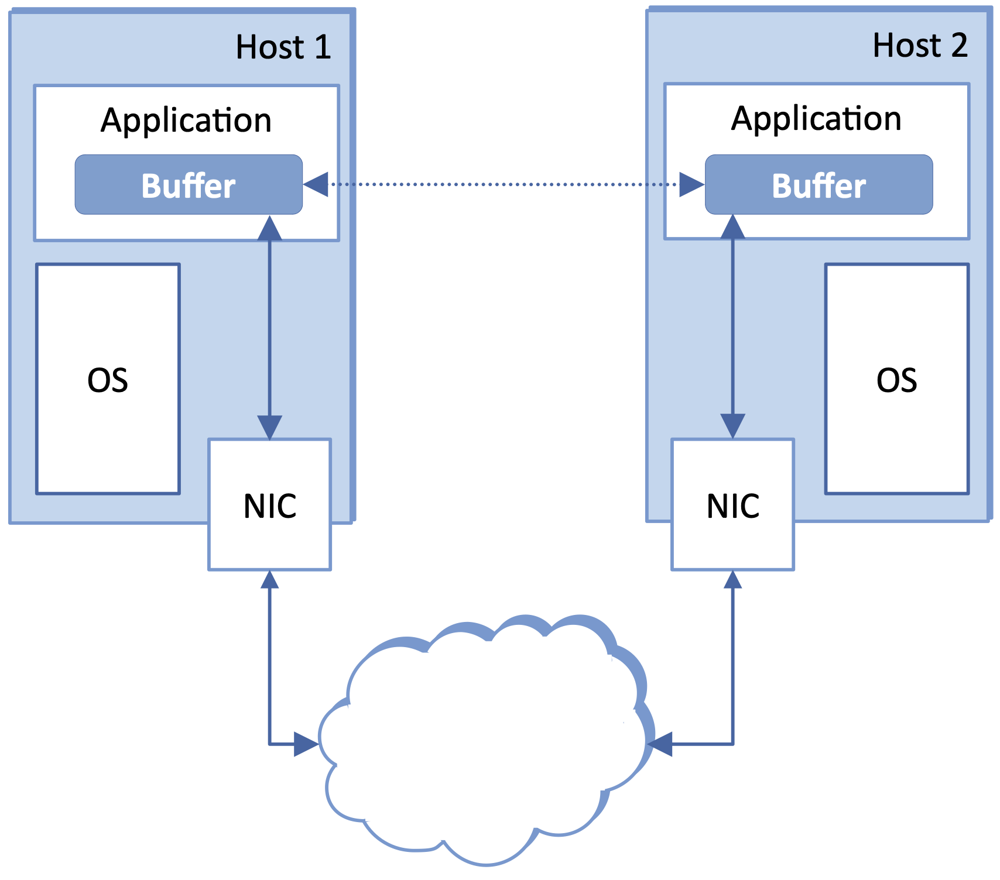 Host 1
Application
Buffer
OS
NIC
Host 2
Application
Buffer
OS
NIC